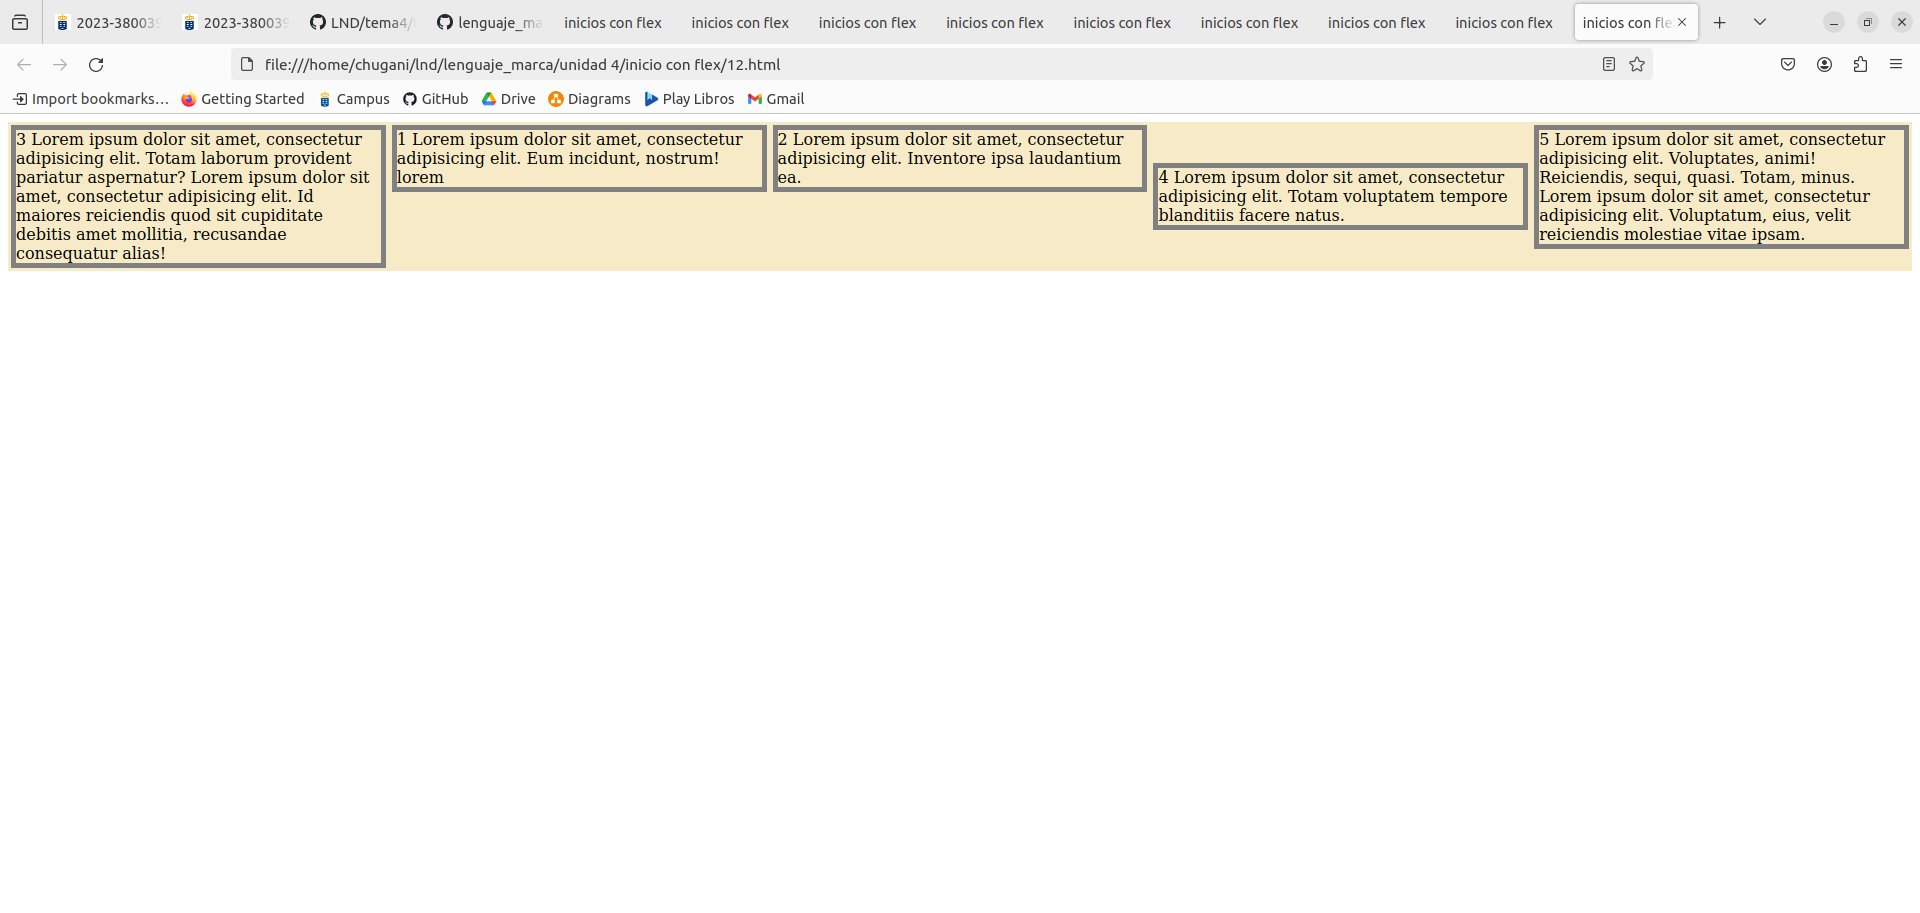 2023-38003
2023-38003
LND/tema4/
lenguaje_ma
inicios con flex
inicios con flex
inicios con flex
inicios con flex
inicios con flex
inicios con flex
inicios con flex
inicios con flex
inicios con fle
file:///home/chugani/lnd/lenguaje_marca/unidad 4/inicio con flex/12.html
Import bookmarks…
Getting Started
Campus
GitHub
Drive
Diagrams
Play Libros
Gmail
3 Lorem ipsum dolor sit amet, consectetur
adipisicing elit. Totam laborum provident
pariatur aspernatur? Lorem ipsum dolor sit
amet, consectetur adipisicing elit. Id
maiores reiciendis quod sit cupiditate
debitis amet mollitia, recusandae
consequatur alias!
1 Lorem ipsum dolor sit amet, consectetur
adipisicing elit. Eum incidunt, nostrum!
lorem
2 Lorem ipsum dolor sit amet, consectetur
adipisicing elit. Inventore ipsa laudantium
ea.
4 Lorem ipsum dolor sit amet, consectetur
adipisicing elit. Totam voluptatem tempore
blanditiis facere natus.
5 Lorem ipsum dolor sit amet, consectetur
adipisicing elit. Voluptates, animi!
Reiciendis, sequi, quasi. Totam, minus.
Lorem ipsum dolor sit amet, consectetur
adipisicing elit. Voluptatum, eius, velit
reiciendis molestiae vitae ipsam.